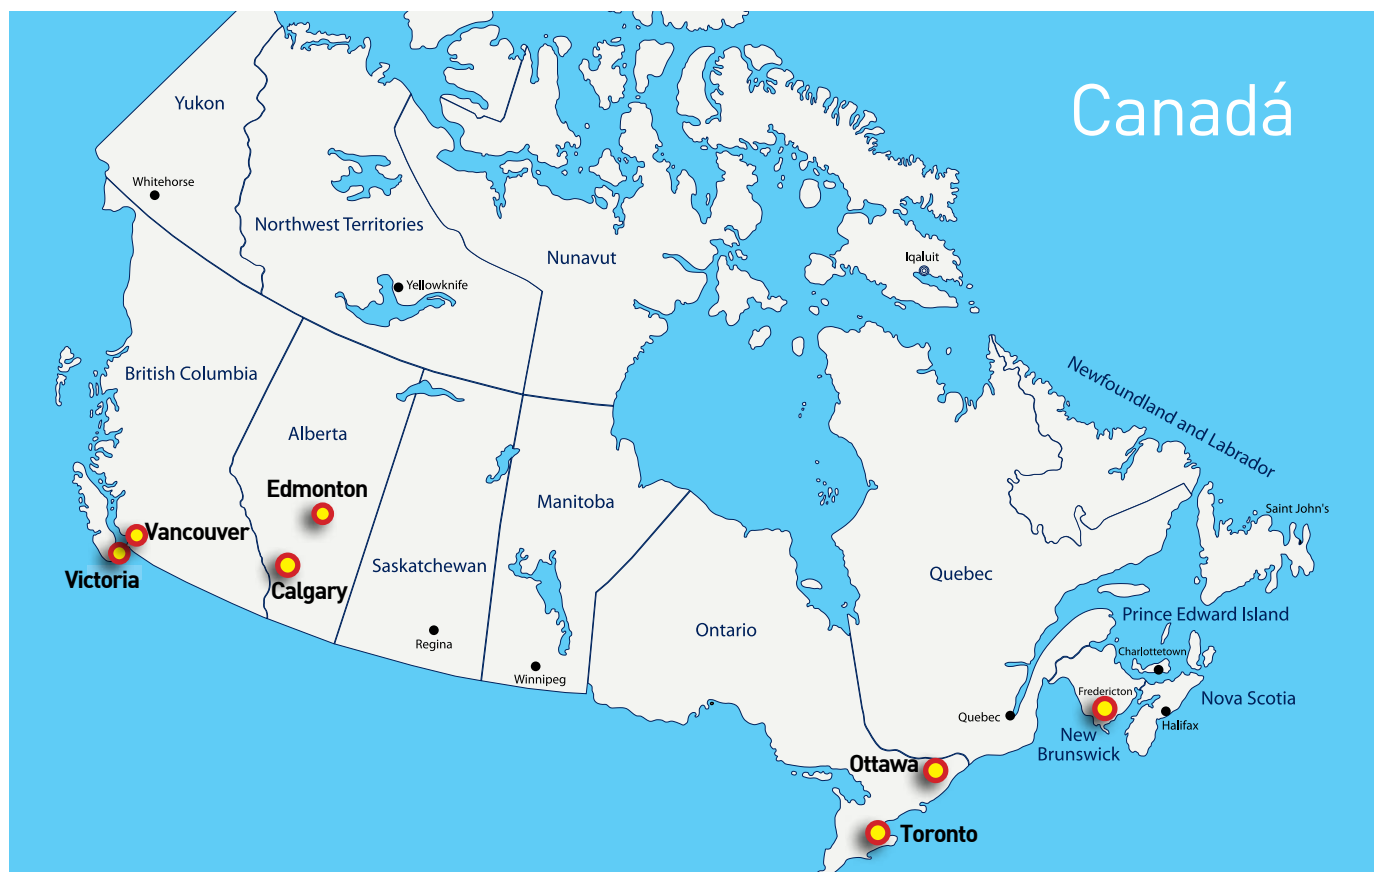 Canadá
Yukon
Whitehorse
Northwest Territories
Nunavut
Iqaluit
Yellowknife
British Columbia
Newfoundland and Labrador
Alberta
Edmonton
Manitoba
Saint John's
Vancouver
Victoria
Calgary
Saskatchewan
Quebec
Prince Edward Island
Ontario
Regina
Charlottetown
Winnipeg
Fredericton
Nova Scotia
Quebec
Halifax
New
Brunswick
Ottawa
Toronto